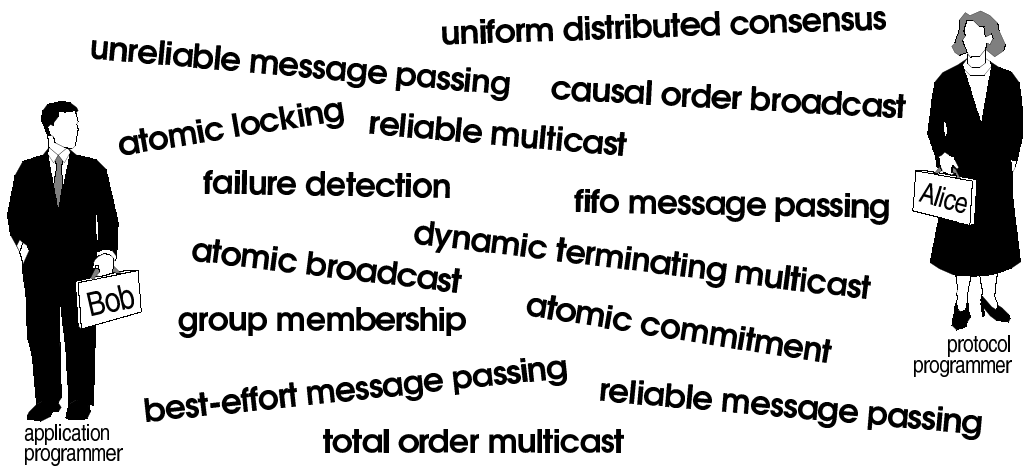 uniform distributed consensus
unreliable message passing
causal order broadcast
atomic locking
reliable multicast
failure detection
fifo message passing
Alice
dynamic terminating multicast
atomic broadcast
Bob
group membership
atomic commitment
protocol
programmer
best-effort message passing
reliable message passing
application
programmer
total order multicast